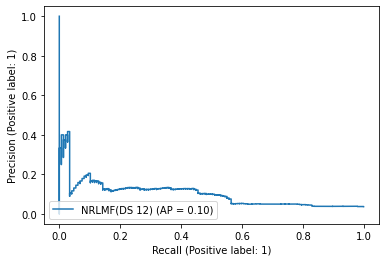 1.0
0.8
0.6
0.4
0.2
0.0
Precision (Positive label: 1)
NRLMF(DS 12) (AP = 0.10)
0.0 0.2 0.4 0.6 0.8 1.0
Recall (Positive label: 1)